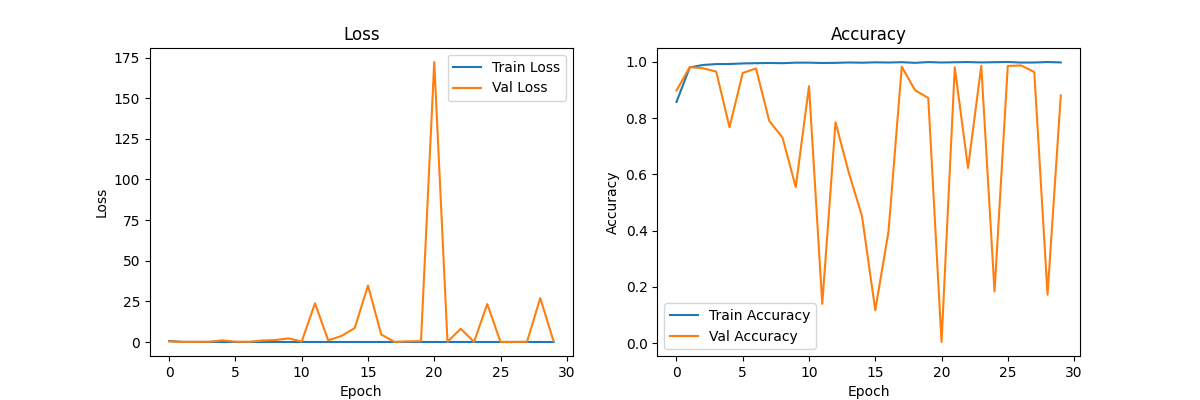 Loss
Train Loss
Val Loss
175
150
125
100
75
50
25
0
Loss
0 5 10 15 20 25 30
Epoch
Accuracy
1.0
0.8
0.6
0.4
0.2
0.0
Accuracy
Train Accuracy
Val Accuracy
0 5 10 15 20 25 30
Epoch